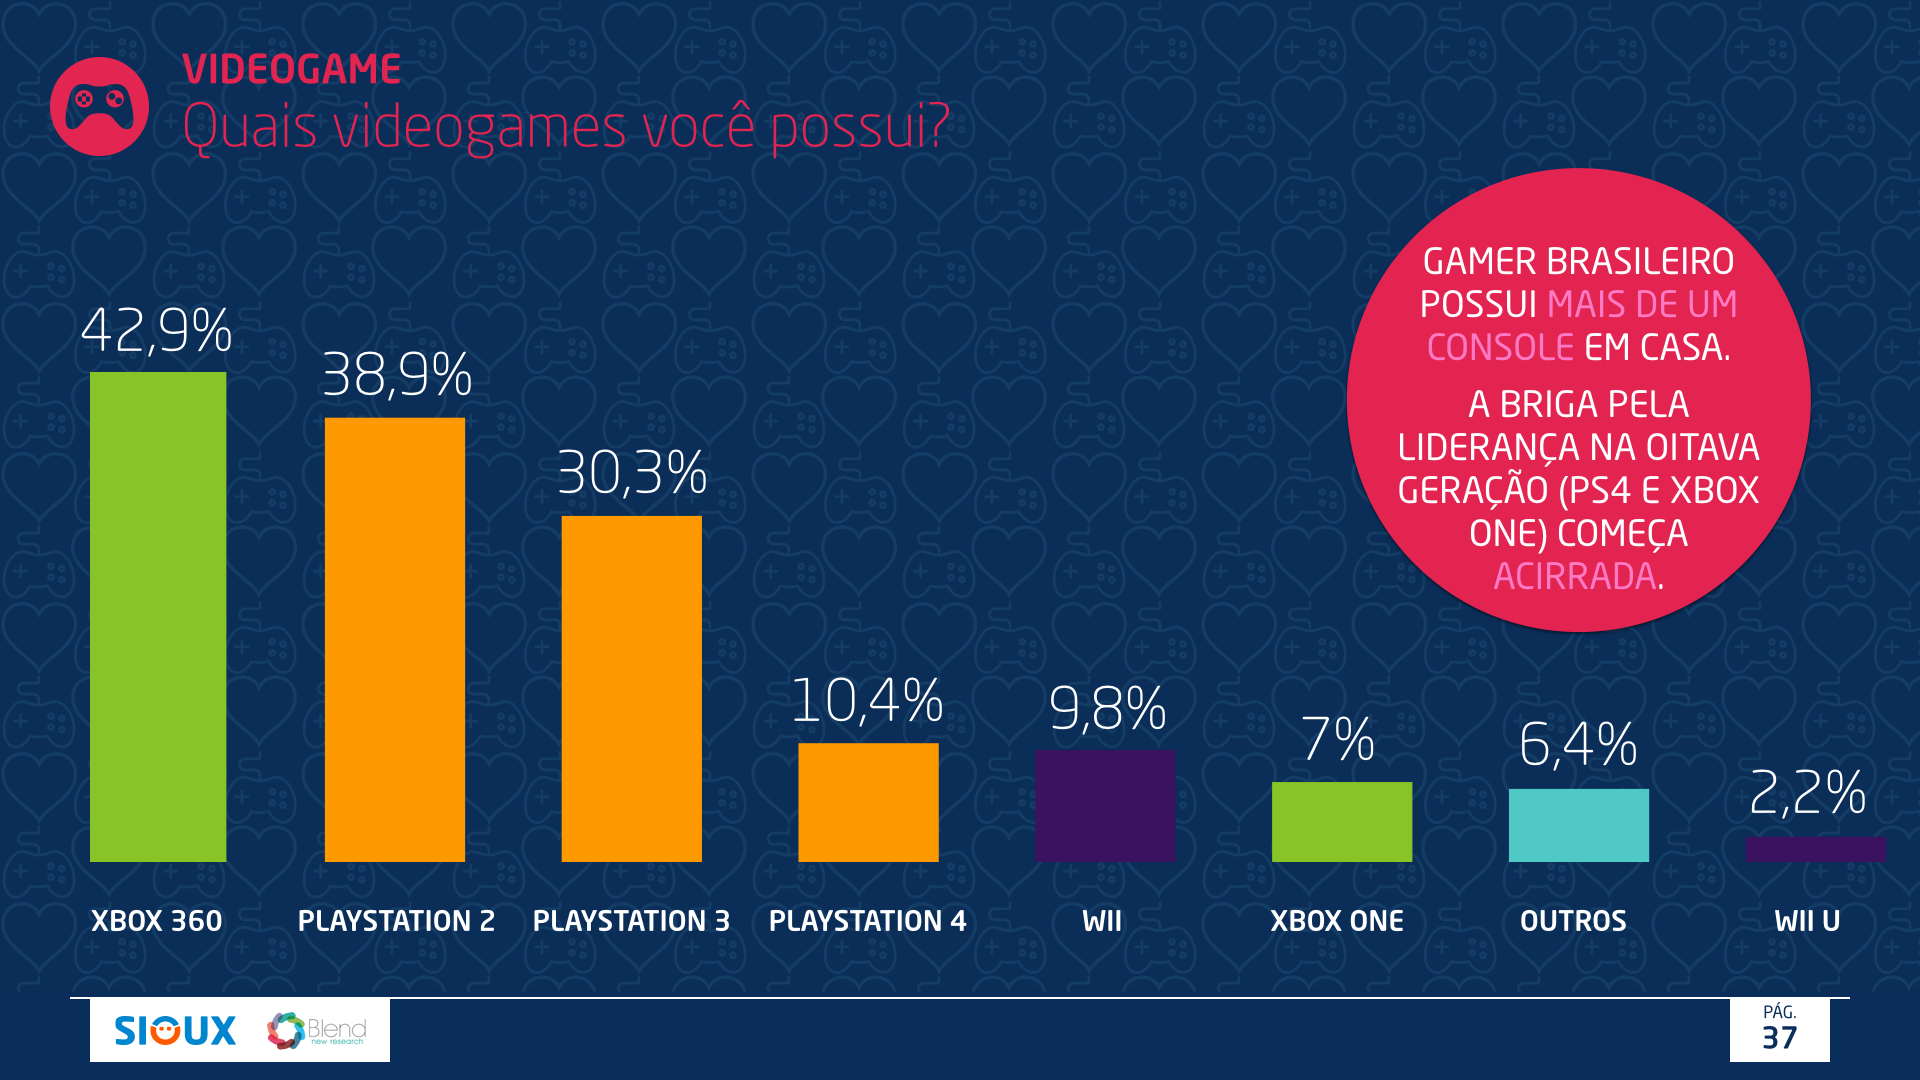 VIDEOGAME
Quais videogames você possui?
GAMER BRASILEIRO
POSSUI MAIS DE UM
CONSOLE EM CASA.
A BRIGA PELA
LIDERANÇA NA OITAVA
GERAÇÃO (PS4 E XBOX
ONE) COMEÇA
ACIRRADA.
42,9%
38,9%
30,3%
10,4%
9,8%
7%
6,4%
2,2%
XBOX 360
PLAYSTATION 2
PLAYSTATION 3
PLAYSTATION 4
WII
XBOX ONE
OUTROS
WII U
SIOUX
Blend
new research
PÁG.
37